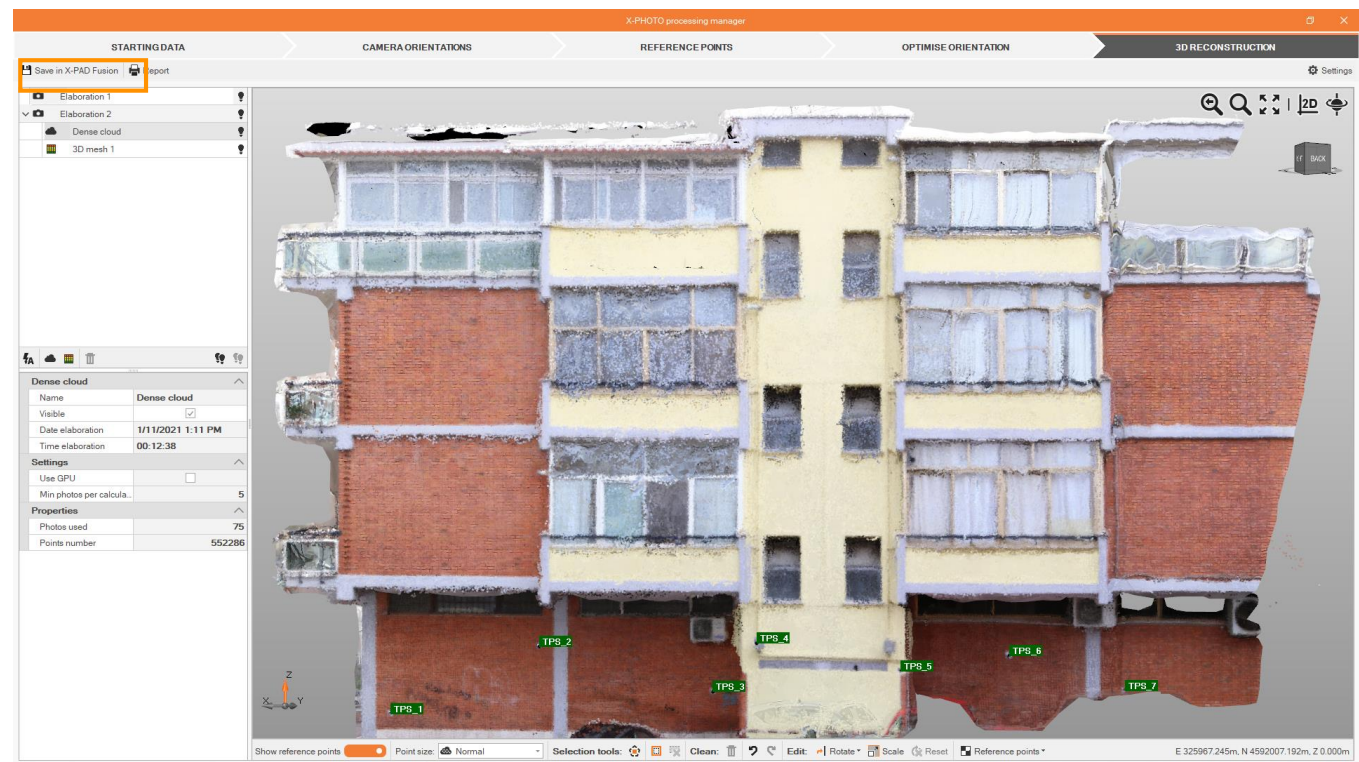 X-PHOTO processing manager
STARTING DATA
CAMERA ORIENTATIONS
REFERENCE POINTS
OPTIMISE ORIENTATION
3D RECONSTRUCTION
Save in X-PAD Fusion Report
Settings
Elaboration 1
Elaboration 2
Dense cloud
3D mesh 1
2D
BACK
Dense cloud
Name Dense cloud
Visible
Date elaboration 1/11/2021 1:11 PM
Time elaboration 00:12:38
Settings
Use GPU
Min photos per calcula... 5
Properties
Photos used 75
Points number 552286
TPS_1
TPS_2
TPS_3
TPS_4
TPS_5
TPS_6
TPS_7
Z
X Y
Show reference points Point size: Normal Selection tools: Clean: Edit: Rotate Scale Reset Reference points E 325967.245m, N 4592007.192m, Z 0.000m